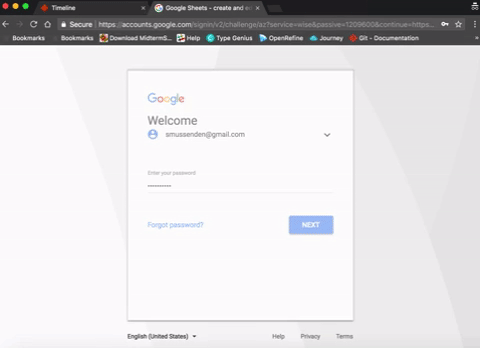 Timeline
Google Sheets - create and e
Secure https://accounts.google.com/signin/v2/challenge/az?service=wise&passive=1209600&continue=https...
Bookmarks Bookmarks Download MidtermS... Help Type Genius OpenRefine Journey Git - Documentation
Google
Welcome
smussenden@gmail.com
Enter your password
Forgot password? NEXT
English (United States) Help Privacy Terms